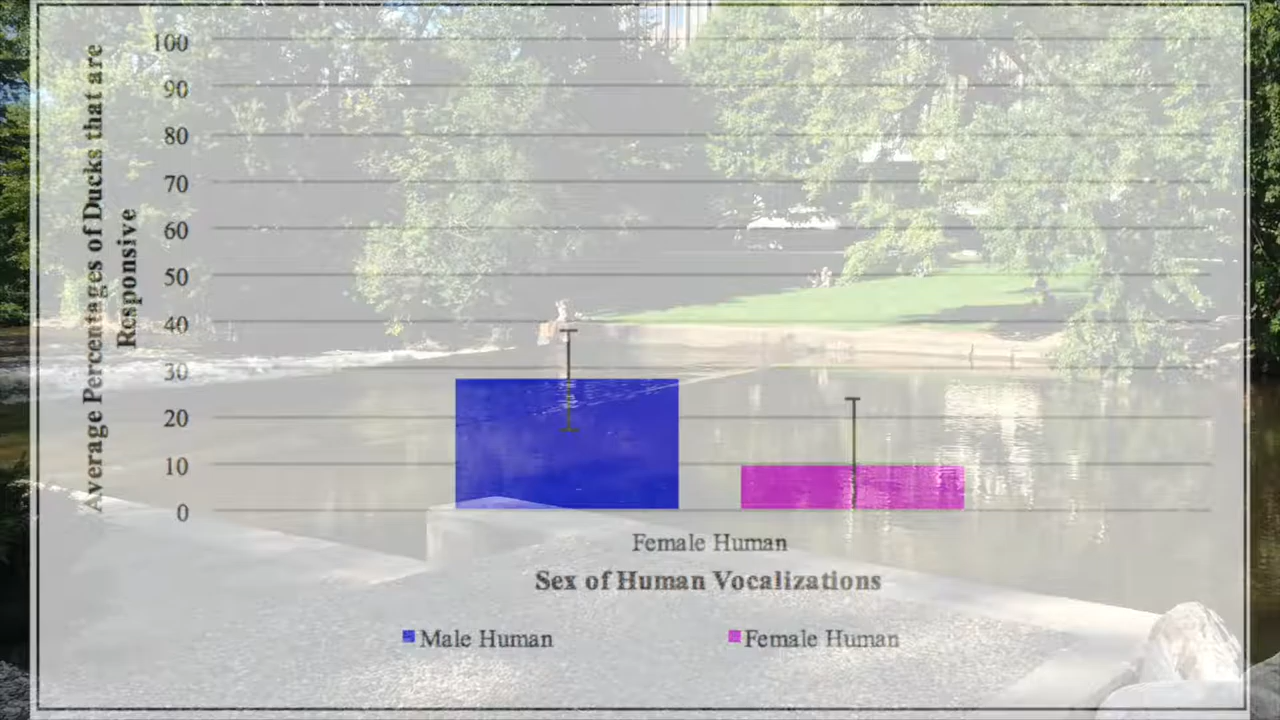 Average Percentages of Ducks that are
Responsive
100
90
80
70
60
50
40
30
20
10
0
Female Human
Sex of Human Vocalizations
Male Human
Female Human